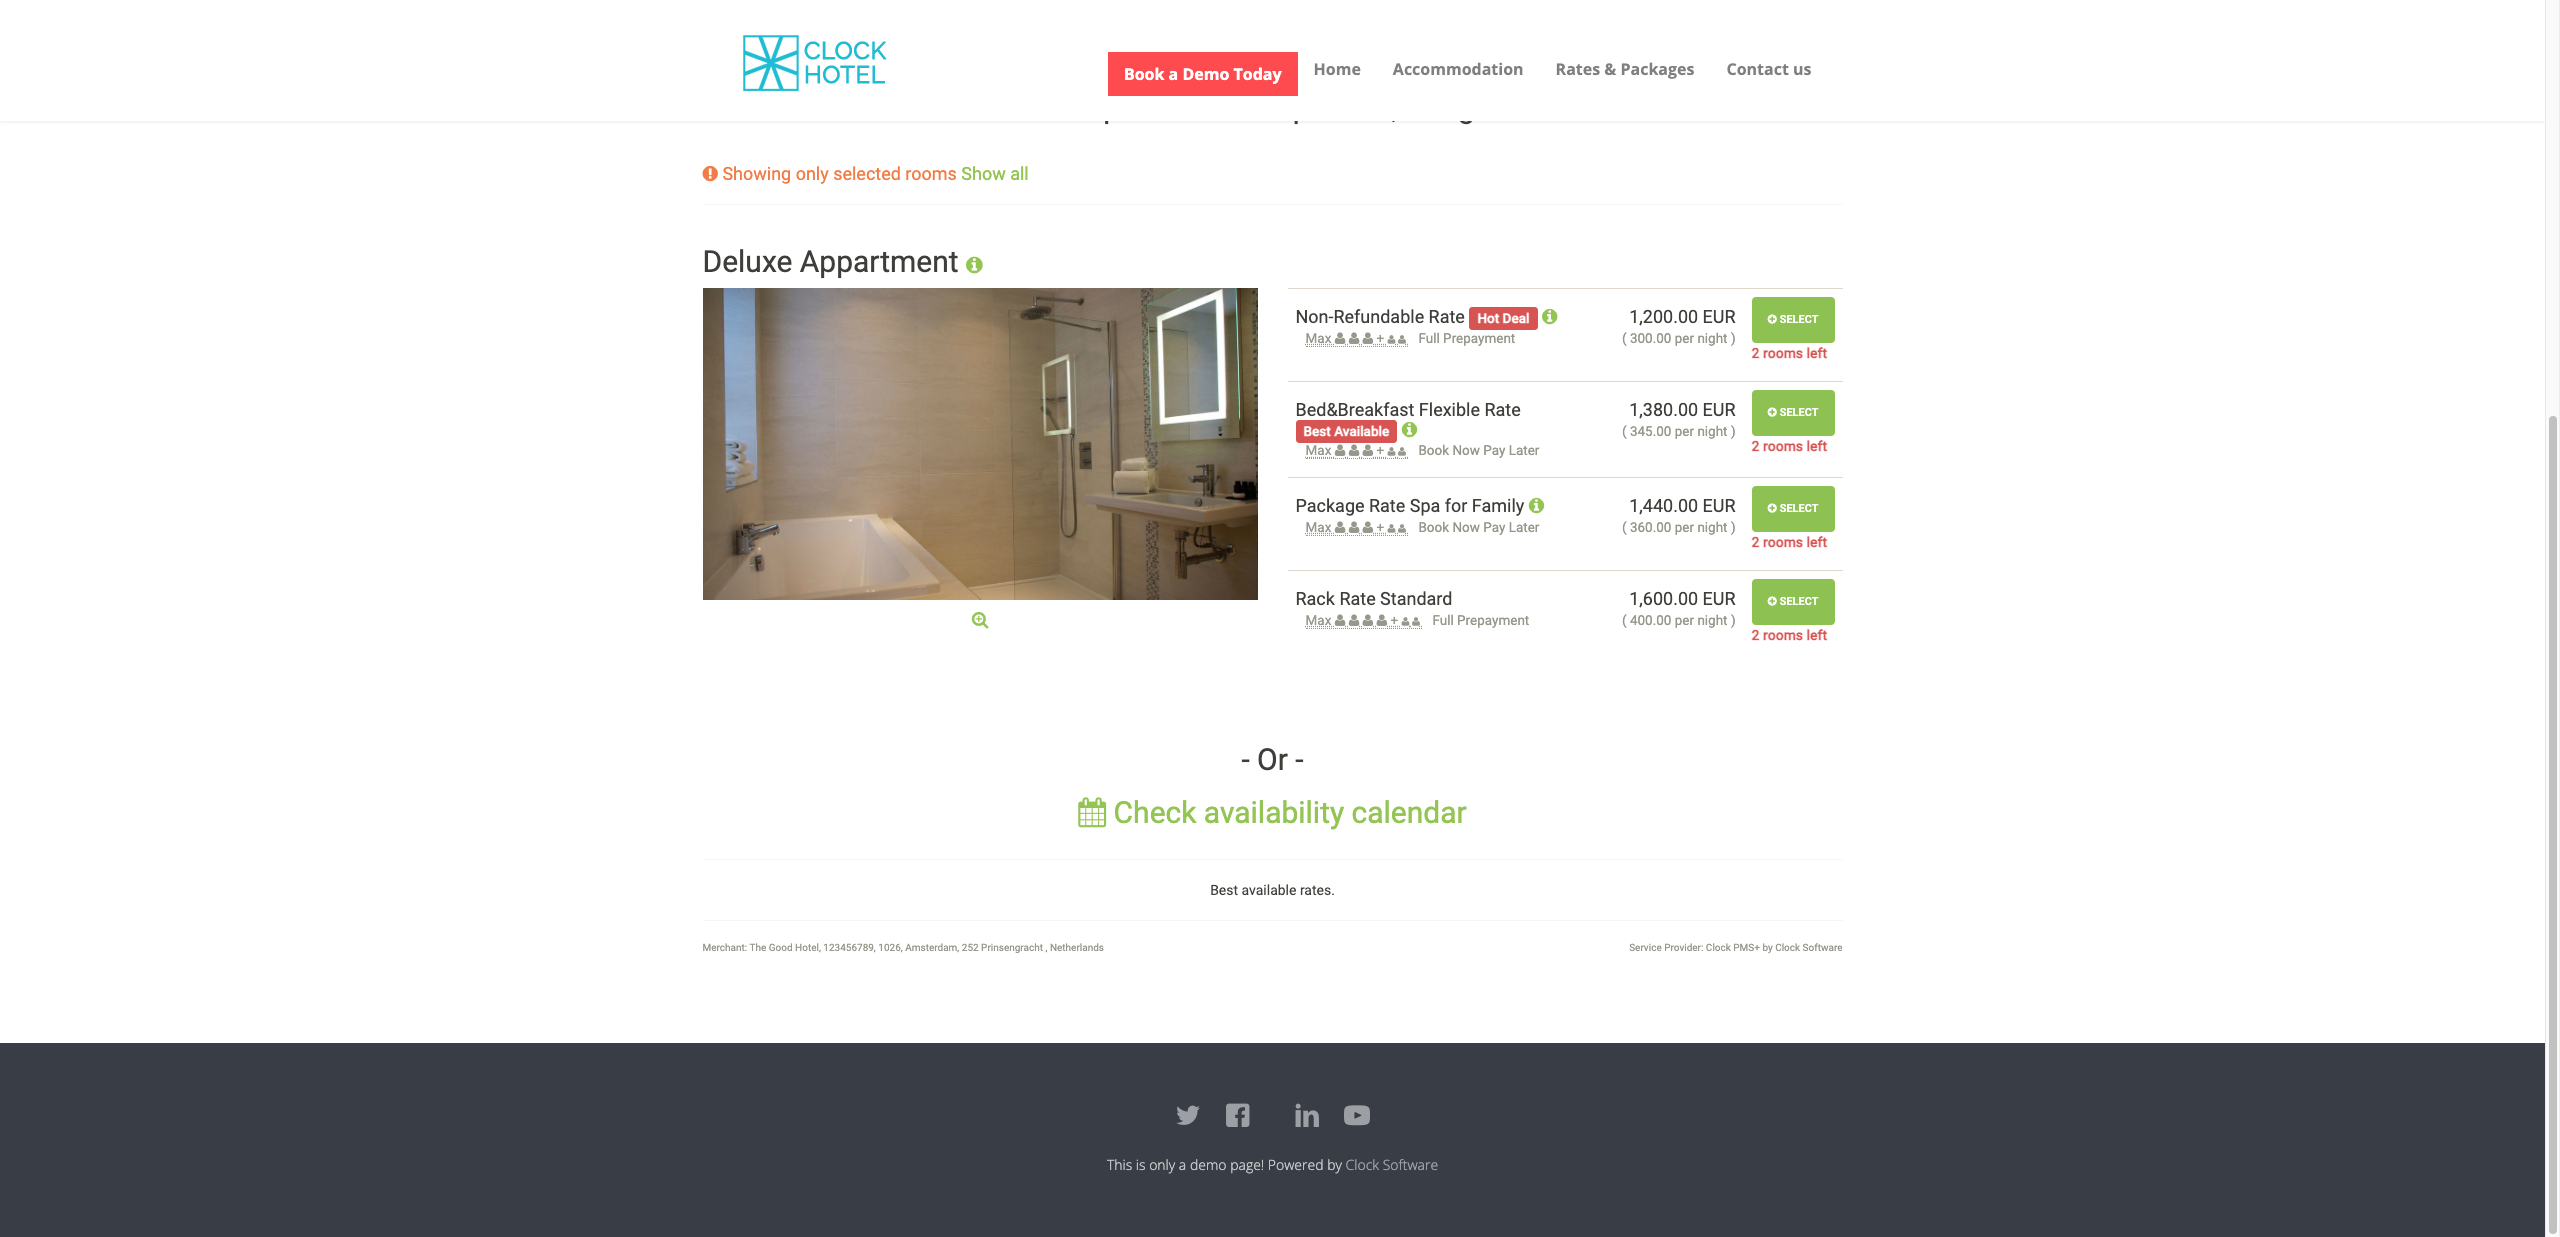 CLOCK
HOTEL
Book a Demo Today
Home
Accommodation
Rates & Packages
Contact us
Showing only selected rooms Show all
Deluxe Appartment
Non-Refundable Rate Hot Deal
1,200.00 EUR
SELECT
Max + Full Prepayment
( 300.00 per night )
2 rooms left
Bed&Breakfast Flexible Rate
1,380.00 EUR
SELECT
Best Available
( 345.00 per night )
2 rooms left
Max + Book Now Pay Later
Package Rate Spa for Family
1,440.00 EUR
SELECT
Max + Book Now Pay Later
( 360.00 per night )
2 rooms left
Rack Rate Standard
1,600.00 EUR
SELECT
Max + Full Prepayment
( 400.00 per night )
2 rooms left
- Or -
Check availability calendar
Best available rates.
Merchant: The Good Hotel, 123456789, 1026, Amsterdam, 252 Prinsengracht , Netherlands
Service Provider: Clock PMS+ by Clock Software
This is only a demo page! Powered by Clock Software